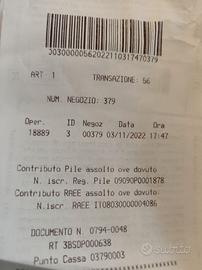 30300000562022110317470379
ART 1
TRANSAZIONE: 56
NUM. NEGOZIO: 379
Oper. ID Negoz Data Ora
18889 3 00379 03/11/2022 17:47
Contributo Pile assolto ove dovuto
N. iscr. Reg. Pile 09090P0001878
Contributo RAEE assolto ove dovuto:
N. iscr. RAEE IT08030000004086
DOCUMENTO N. 0794-0048
RT 3BSDP000638
Punto Cassa 03790003
subito